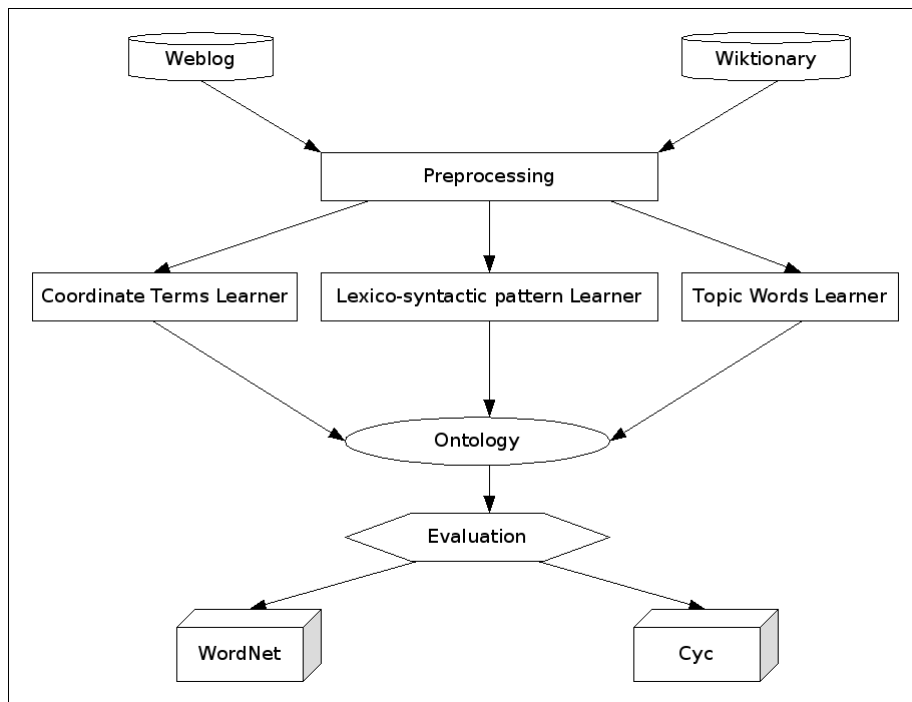 Weblog
Wiktionary
Preprocessing
Coordinate Terms Learner
Lexico-syntactic pattern Learner
Topic Words Learner
Ontology
Evaluation
WordNet
Cyc